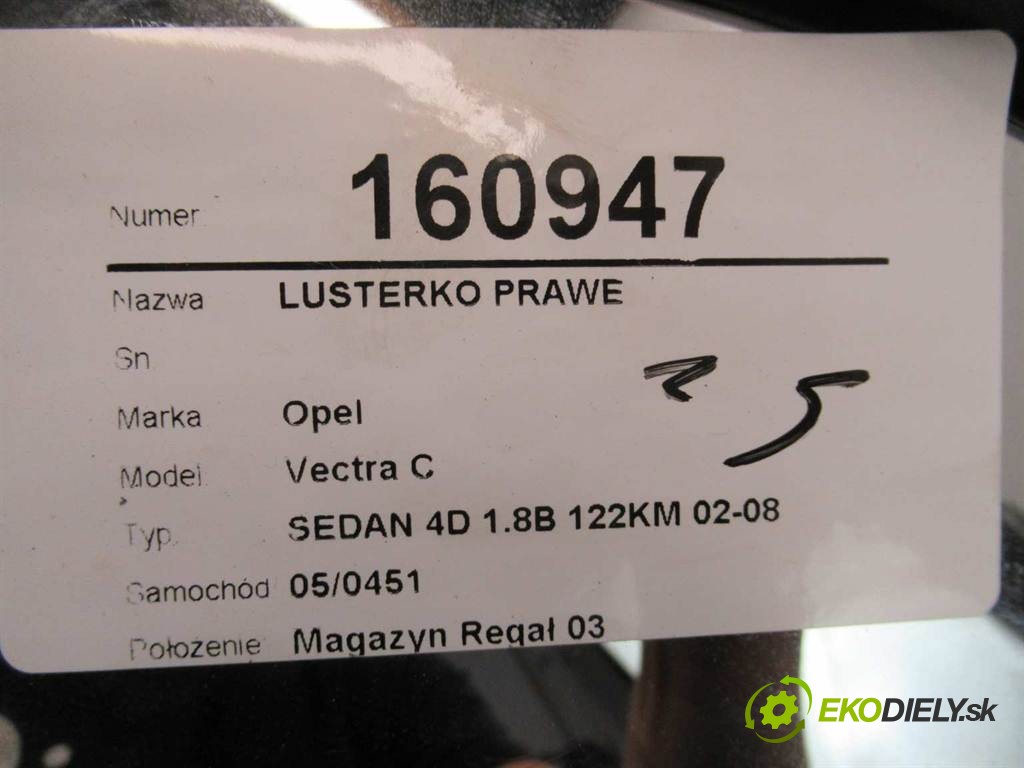 Numer 160947
Nazwa LUSTERKO PRAWE
Sn
Marka Opel
Model Vectra C
Typ. SEDAN 4D 1.8B 122KM 02-08
Samochód 05/0451
Położenie Magazyn Regał 03
EKODIELY.sk